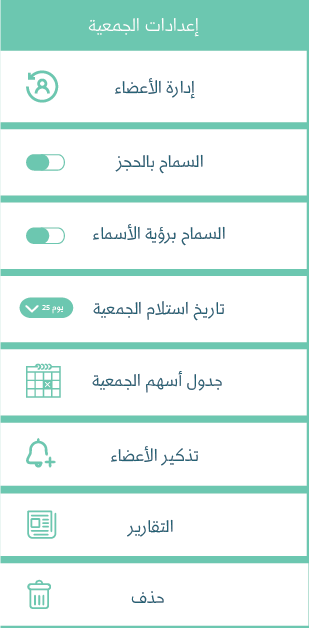 إعدادات الجمعية
إدارة الأعضاء
السماح بالحجز
السماح برؤية الأسماء
تاريخ استلام الجمعية
يوم 25
جدول أسهم الجمعية
تذكير الأعضاء
التقارير
حذف